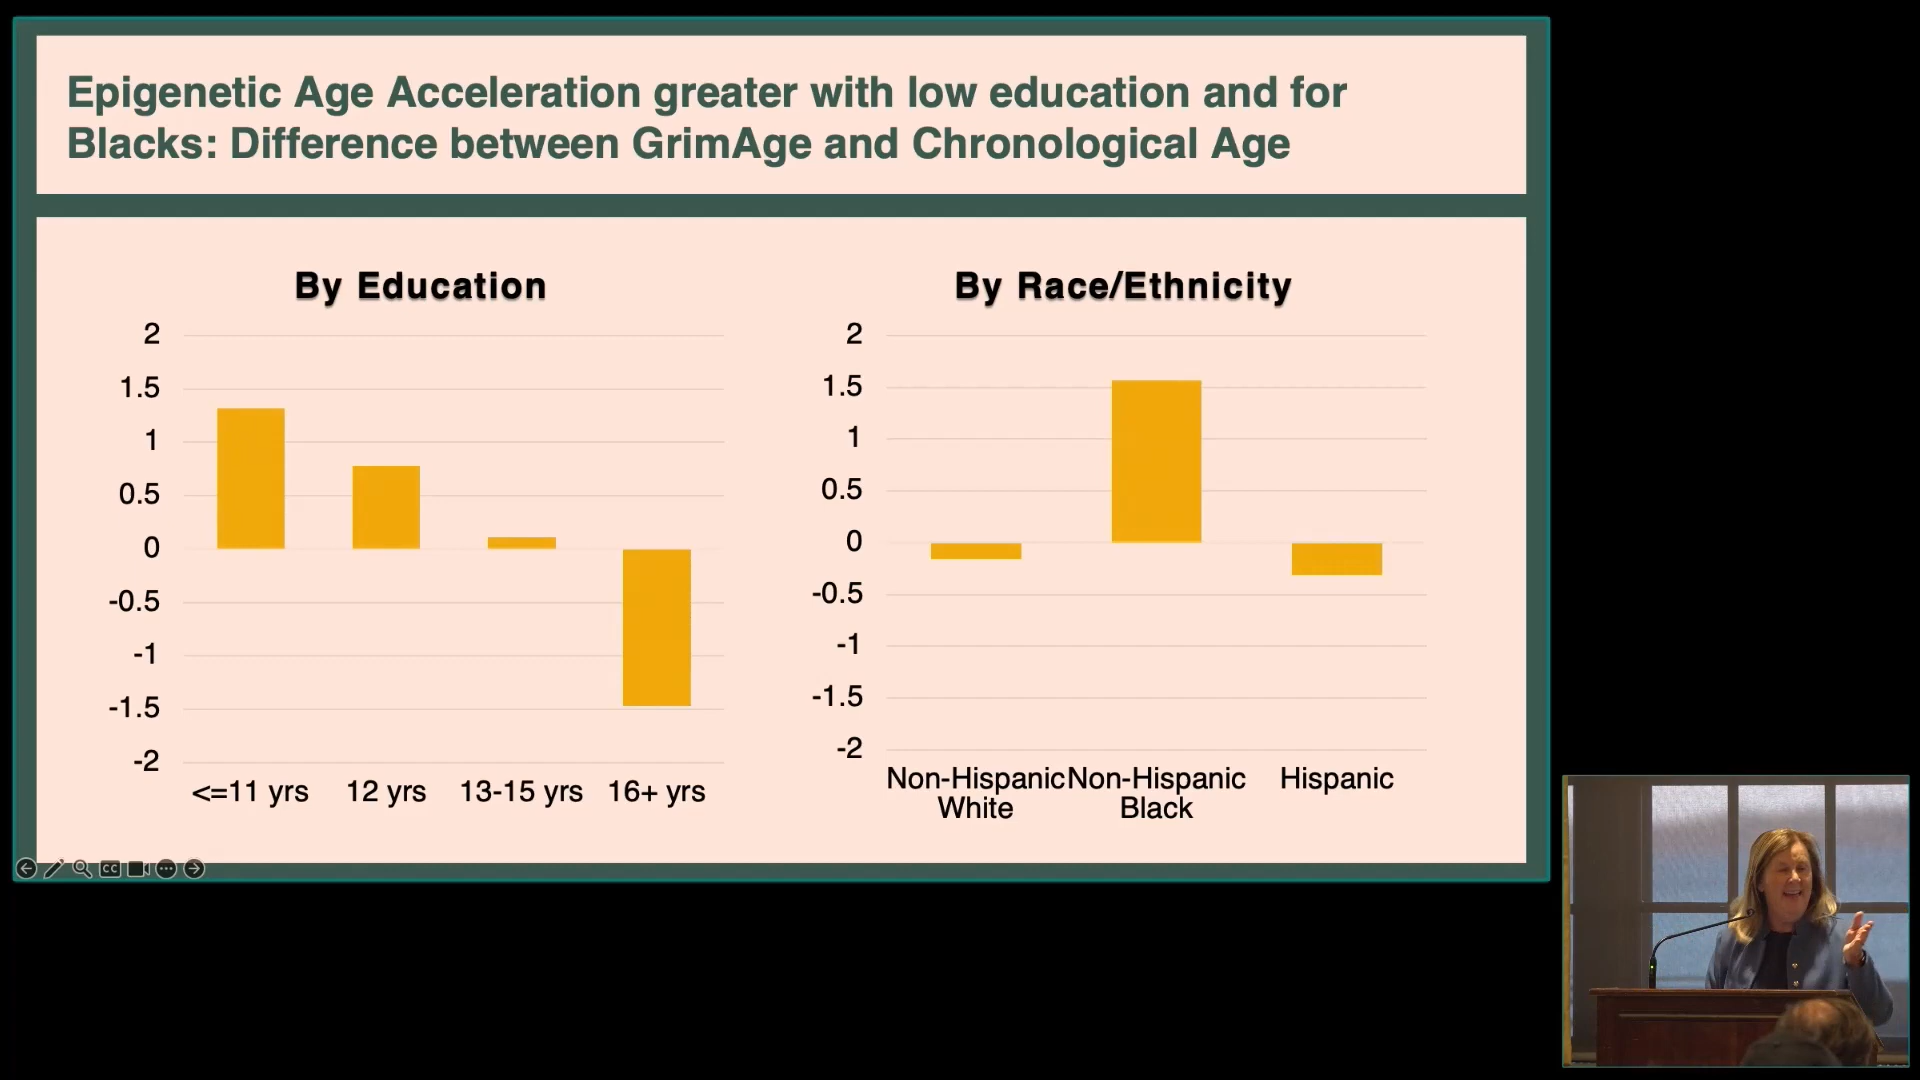 Epigenetic Age Acceleration greater with low education and for
Blacks: Difference between GrimAge and Chronological Age
By Education
2
1.5
1
0.5
0
-0.5
-1
-1.5
-2
<=11 yrs 12 yrs 13-15 yrs 16+ yrs
By Race/Ethnicity
2
1.5
1
0.5
0
-0.5
-1
-1.5
-2
Non-Hispanic Non-Hispanic Hispanic
White Black
CC